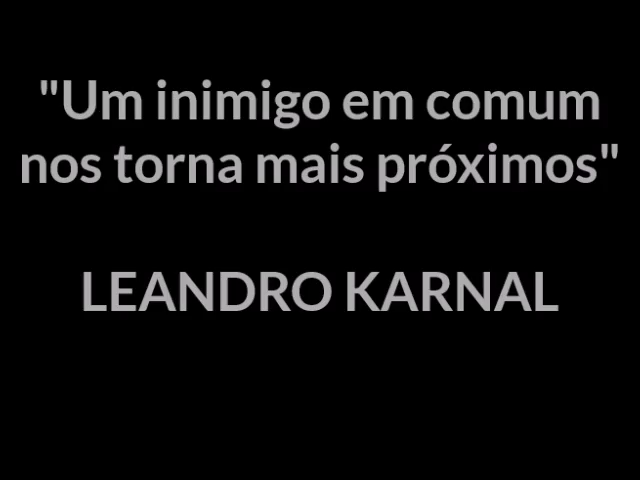 "Um inimigo em comum
nos torna mais próximos"
LEANDRO KARNAL